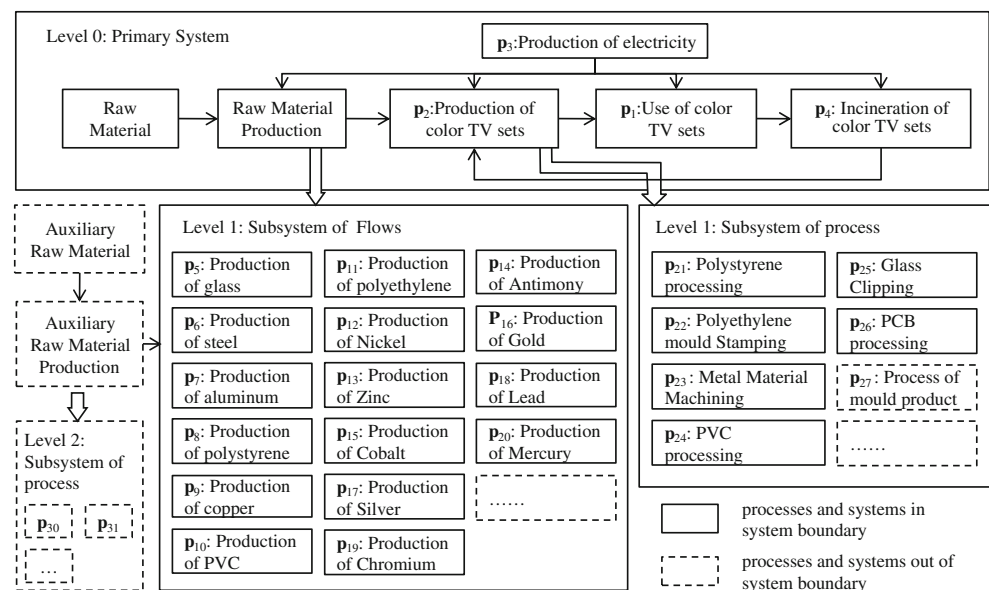 Level 0: Primary System
p3:Production of electricity
Raw
Material
Raw Material
Production
p2:Production of
color TV sets
p1:Use of color
TV sets
p4: Incineration of
color TV sets
Auxiliary
Raw Material
Auxiliary
Raw Material
Production
Level 2:
Subsystem of
process
p30
p31
…
Level 1: Subsystem of Flows
p5: Production
of glass
p6: Production
of steel
p7: Production
of aluminum
p8: Production
of polystyrene
p9: Production
of copper
p10: Production
of PVC
p11: Production
of polyethylene
p12: Production
of Nickel
p13: Production
of Zinc
p15: Production
of Cobalt
p17: Production
of Silver
p19: Production
of Chromium
p14: Production
of Antimony
P16: Production
of Gold
p18: Production
of Lead
p20: Production
of Mercury
……
Level 1: Subsystem of process
p21: Polystyrene
processing
p22: Polyethylene
mould Stamping
p23: Metal Material
Machining
p24: PVC
processing
p25: Glass
Clipping
p26: PCB
processing
p27: Process of
mould product
……
processes and systems in
system boundary
processes and systems out of
system boundary